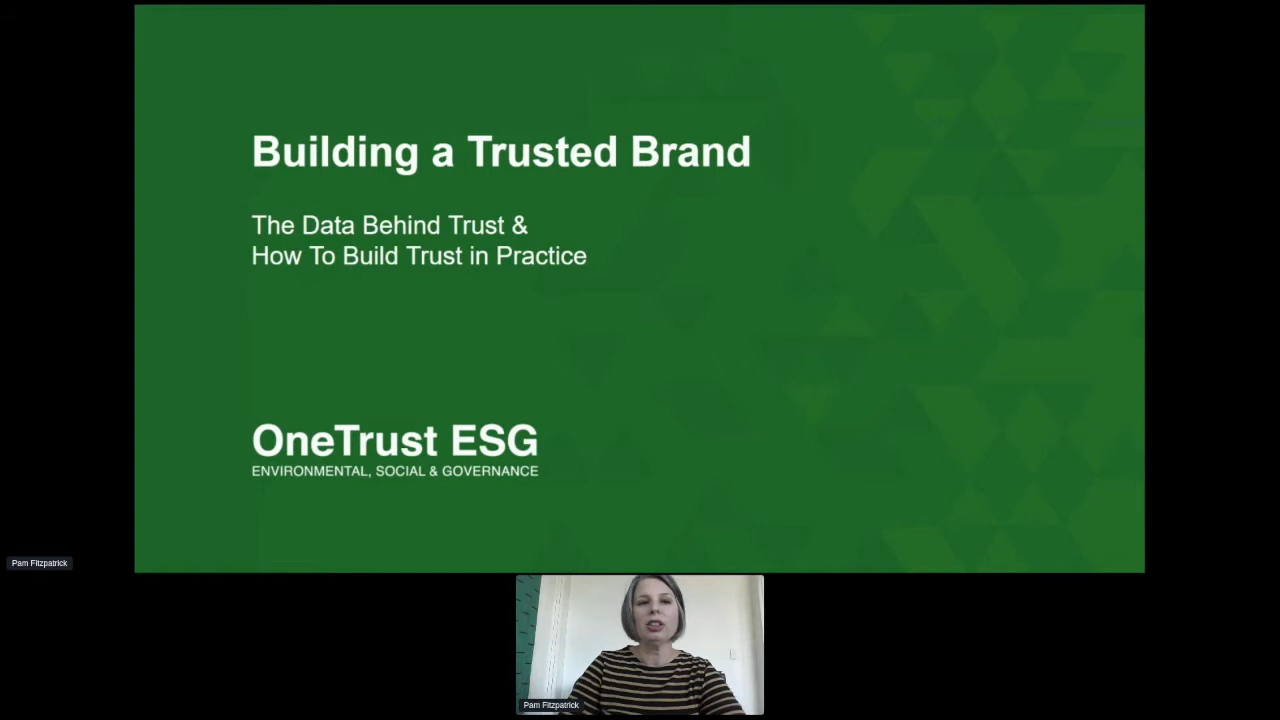 Building a Trusted Brand
The Data Behind Trust &
How To Build Trust in Practice
OneTrust ESG
ENVIRONMENTAL, SOCIAL & GOVERNANCE
Pam Fitzpatrick
Pam Fitzpatrick